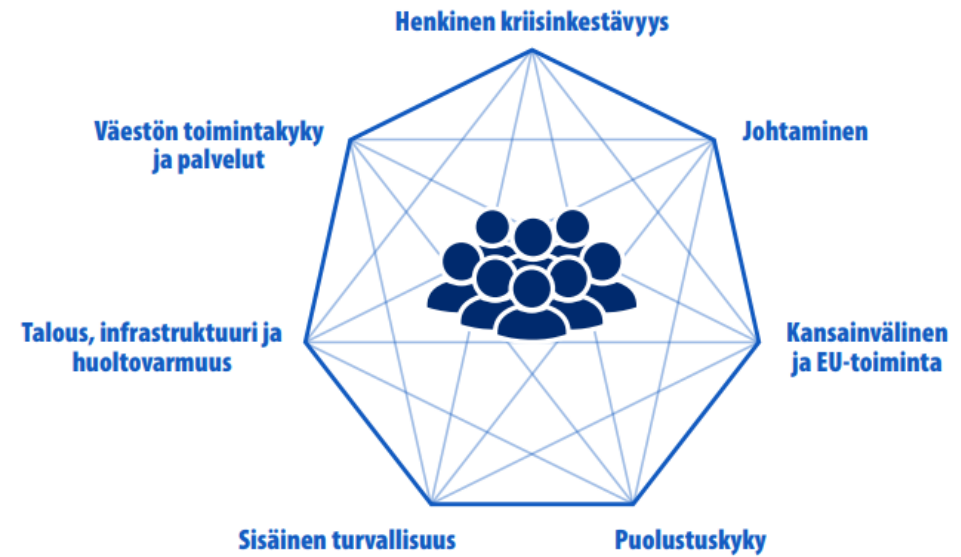 Henkinen kriisinkestävyys
Väestön toimintakyky
ja palvelut
Johtaminen
Talous, infrastruktuuri ja
huoltovarmuus
Kansainvälinen
ja EU-toiminta
Sisäinen turvallisuus
Puolustuskyky